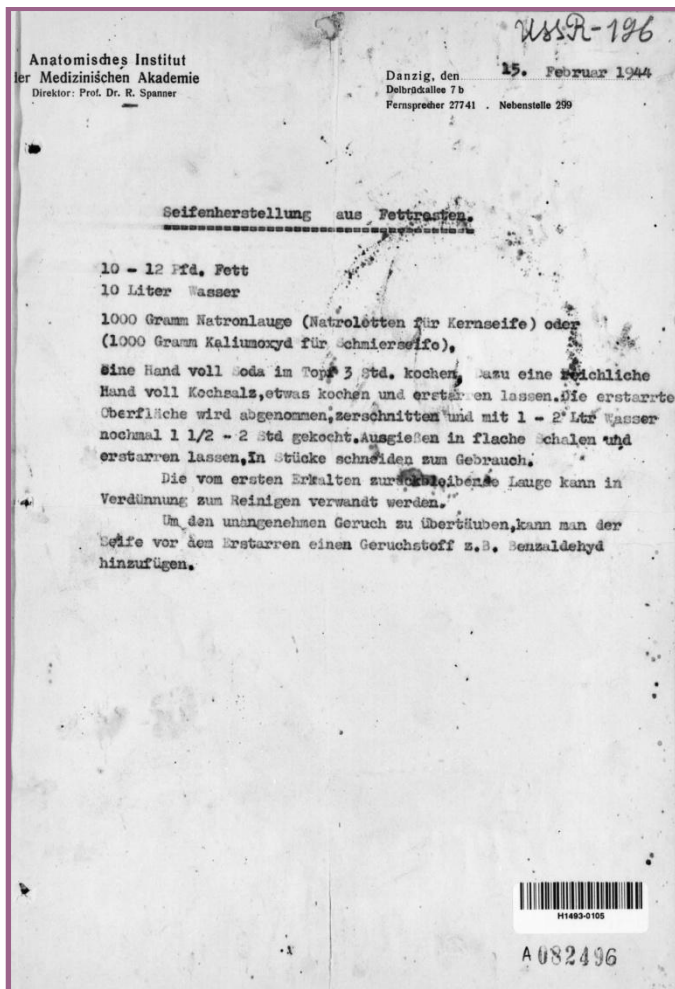 USSR-196
Anatomisches Institut
der Medizinischen Akademie
Direktor: Prof. Dr. R. Spanner
Danzig, den 15. Februar 1944
Delbrückallee 7 b
Fernsprecher 27741 . Nebenstelle 299
Seifenherstellung aus Fettresten.
10 - 12 Pfd. Fett
10 Liter Wasser
1000 Gramm Natronlauge (Natroletten für Kernseife) oder
(1000 Gramm Kaliumoxyd für Schmierseife),
eine Hand voll Soda im Topf 3 Std. kochen, Dazu eine reichliche
Hand voll Kochsalz,etwas kochen und erstarren lassen.Die erstarrte
Oberfläche wird abgenommen,zerschnitten und mit 1 - 2 Ltr Wasser
nochmal 1 1/2 - 2 Std gekocht.Ausgießen in flache Schalen und
erstarren lassen,In Stücke schneiden zum Gebrauch.
Die vom ersten Erkalten zurückbleibende Lauge kann in
Verdünnung zum Reinigen verwandt werden.
Um den unangenehmen Geruch zu übertäuben,kann man der
Seife vor dem Erstarren einen Geruchstoff z.B. Benzaldehyd
hinzufügen.
H1493-0105
A 082496